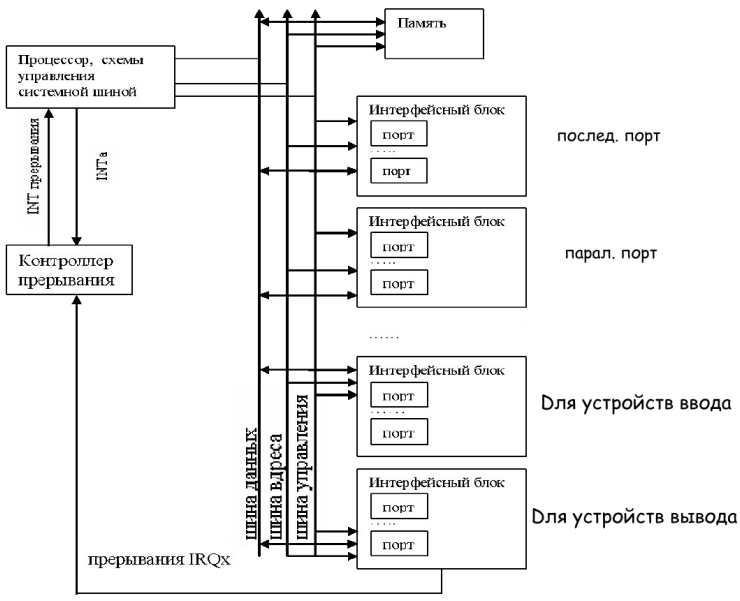 Память
Процессор, схемы
управления
системной шиной
Интерфейсный блок
порт
.....
порт
послед. порт
INT прерывания
INTa
Интерфейсный блок
порт
.....
порт
парал. порт
Контроллер
прерывания
......
Интерфейсный блок
порт
.......
порт
Dля устройств ввода
шина данных
шина вдреса
шина управления
Интерфейсный блок
порт
.....
порт
Dля устройств вывода
прерывания IRQx